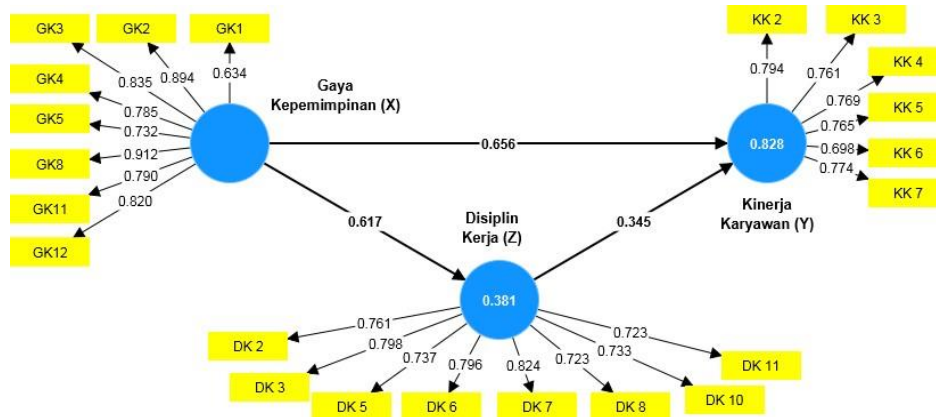 GK3
GK2
GK1
KK 2
KK 3
0.835
0.894
0.634
0.794
0.761
GK4
KK 4
0.785
Gaya
Kepemimpinan (X)
0.769
GK5
0.732
0.765
KK 5
GK8
0.912
0.656
0.828
0.698
KK 6
0.790
0.774
GK11
0.820
KK 7
GK12
0.617
Disiplin
Kerja (Z)
0.345
Kinerja
Karyawan (Y)
0.381
DK 2
0.761
0.723
DK 11
0.798
0.733
DK 3
0.737
0.796
0.824
0.723
DK 10
DK 5
DK 6
DK 7
DK 8